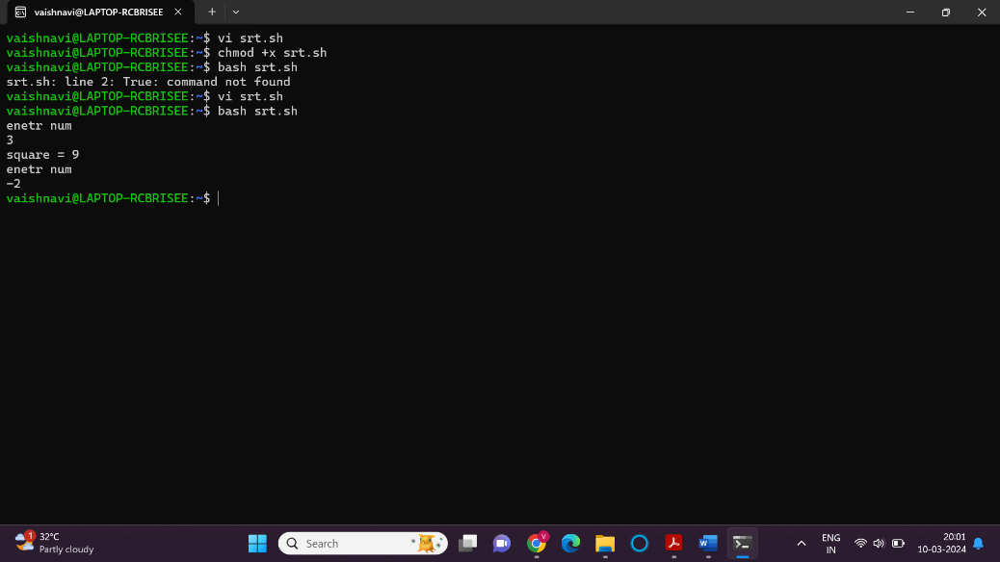 vaishnavi@LAPTOP-RCBRISEE
vaishnavi@LAPTOP-RCBRISEE:~$ vi srt.sh
vaishnavi@LAPTOP-RCBRISEE:~$ chmod +x srt.sh
vaishnavi@LAPTOP-RCBRISEE:~$ bash srt.sh
srt.sh: line 2: True: command not found
vaishnavi@LAPTOP-RCBRISEE:~$ vi srt.sh
vaishnavi@LAPTOP-RCBRISEE:~$ bash srt.sh
enetr num
3
square = 9
enetr num
-2
vaishnavi@LAPTOP-RCBRISEE:~$
1
32°C
Partly cloudy
Search
V
W
ENG
IN
20:01
10-03-2024